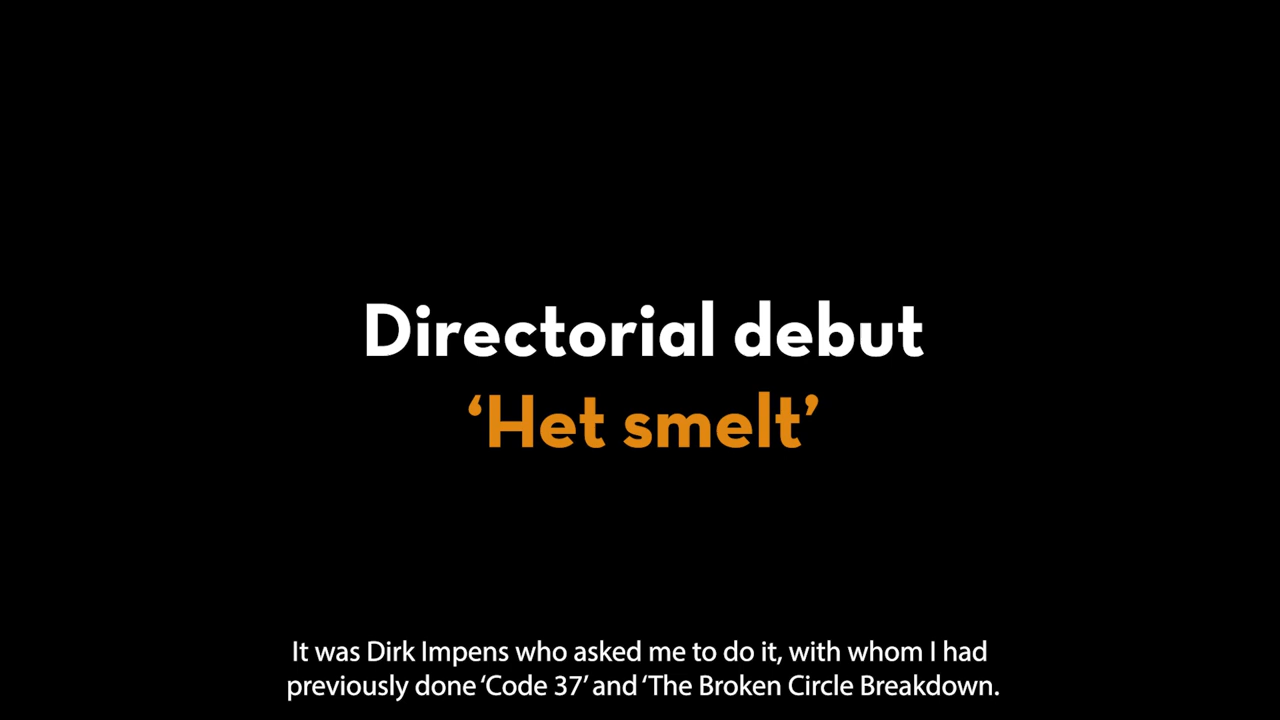 Directorial debut
‘Het smelt’
It was Dirk Impens who asked me to do it, with whom I had
previously done ‘Code 37’ and ‘The Broken Circle Breakdown.